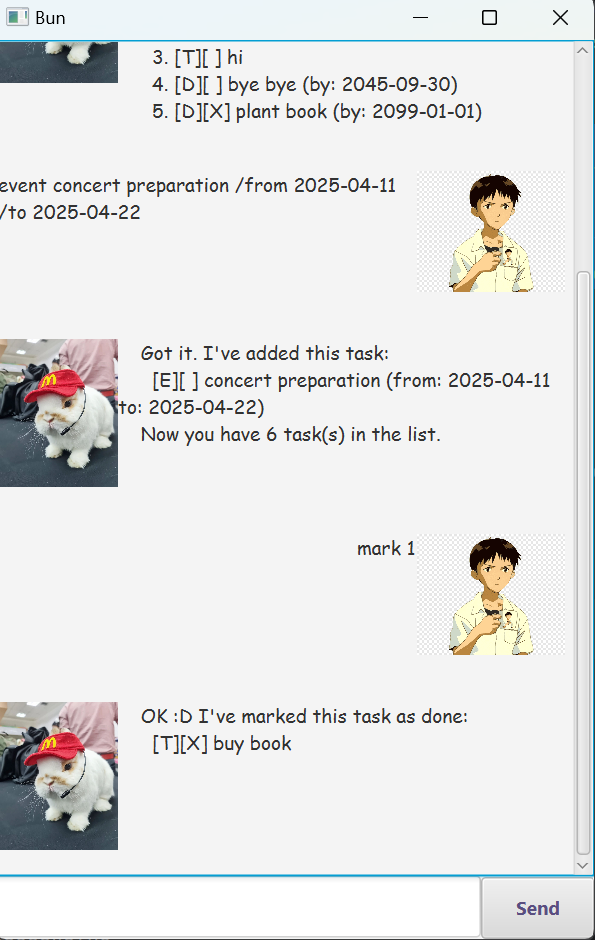 Bun
3. [T][ ] hi
4. [D][ ] bye bye (by: 2045-09-30)
5. [D][X] plant book (by: 2099-01-01)
event concert preparation /from 2025-04-11
/to 2025-04-22
Got it. I've added this task:
[E][ ] concert preparation (from: 2025-04-11
to: 2025-04-22)
Now you have 6 task(s) in the list.
mark 1
OK :D I've marked this task as done:
[T][X] buy book
Send